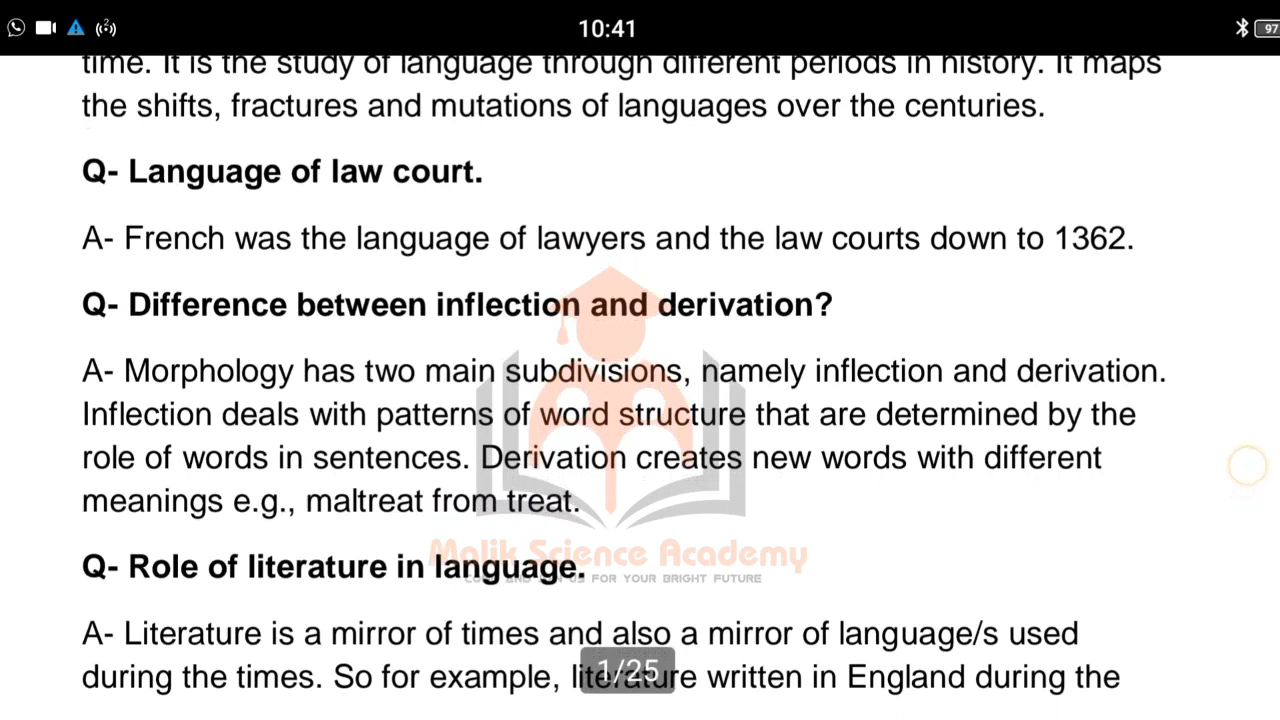 10:41
97
time. It is the study of language through different periods in history. It maps
the shifts, fractures and mutations of languages over the centuries.
Q- Language of law court.
A- French was the language of lawyers and the law courts down to 1362.
Q- Difference between inflection and derivation?
A- Morphology has two main subdivisions, namely inflection and derivation.
Inflection deals with patterns of word structure that are determined by the
role of words in sentences. Derivation creates new words with different
meanings e.g., maltreat from treat.
Malik Science Academy
Q- Role of literature in language.
COME AND JOIN US FOR YOUR BRIGHT FUTURE
A- Literature is a mirror of times and also a mirror of language/s used
during the times. So for example, literature written in England during the
1/25